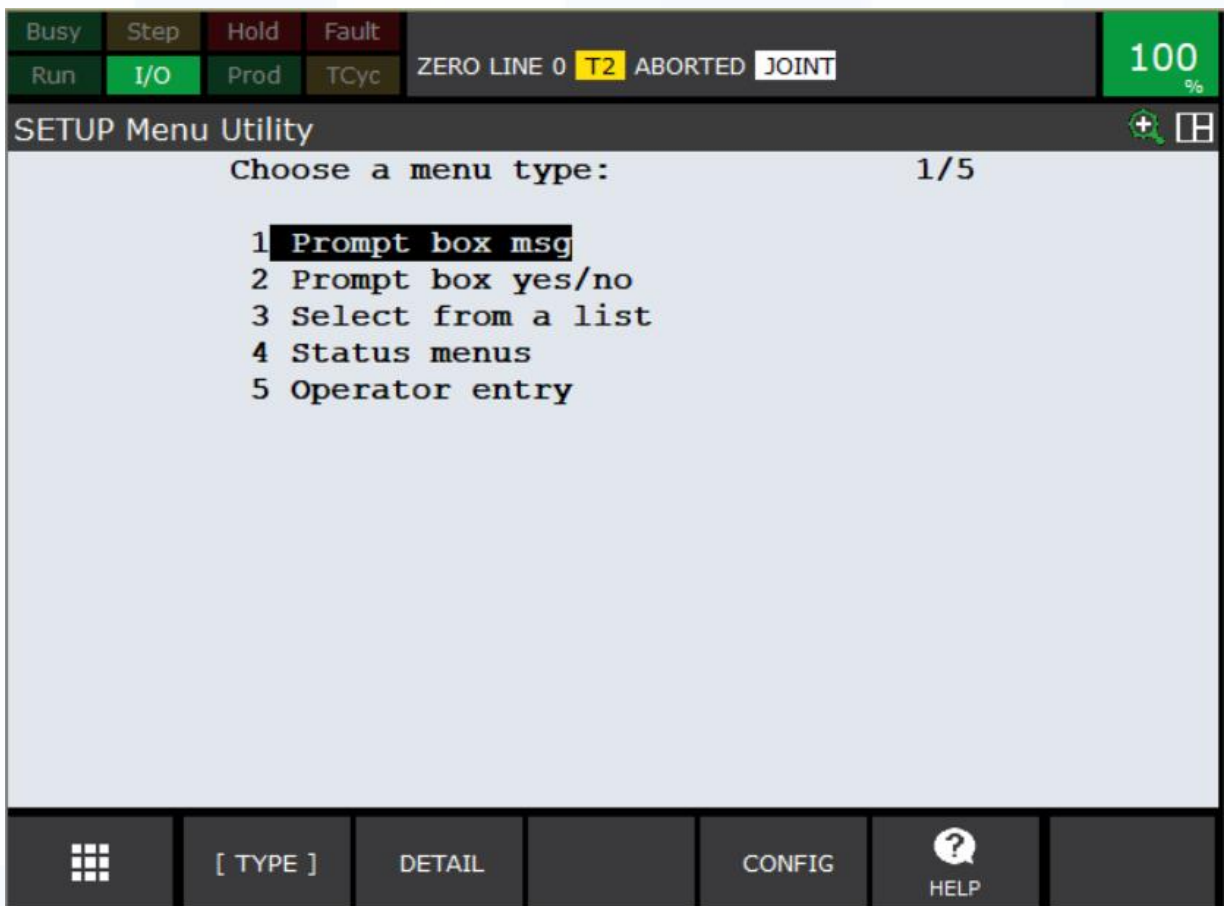 Busy Step Hold Fault
Run I/O Prod TCyc
ZERO LINE 0 T2 ABORTED JOINT
100
%
SETUP Menu Utility
Choose a menu type: 1/5
1 Prompt box msg
2 Prompt box yes/no
3 Select from a list
4 Status menus
5 Operator entry
[ TYPE ] DETAIL CONFIG ? HELP